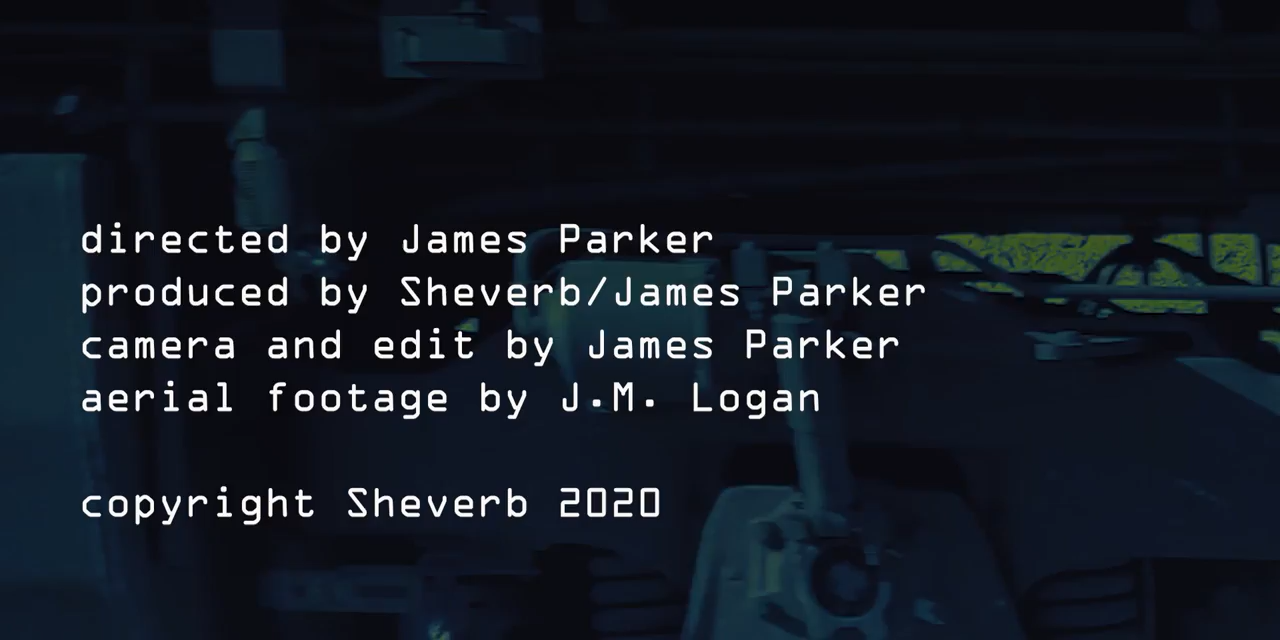 directed by James Parker
produced by Sheverb/James Parker
camera and edit by James Parker
aerial footage by J.M. Logan
copyright Sheverb 2020